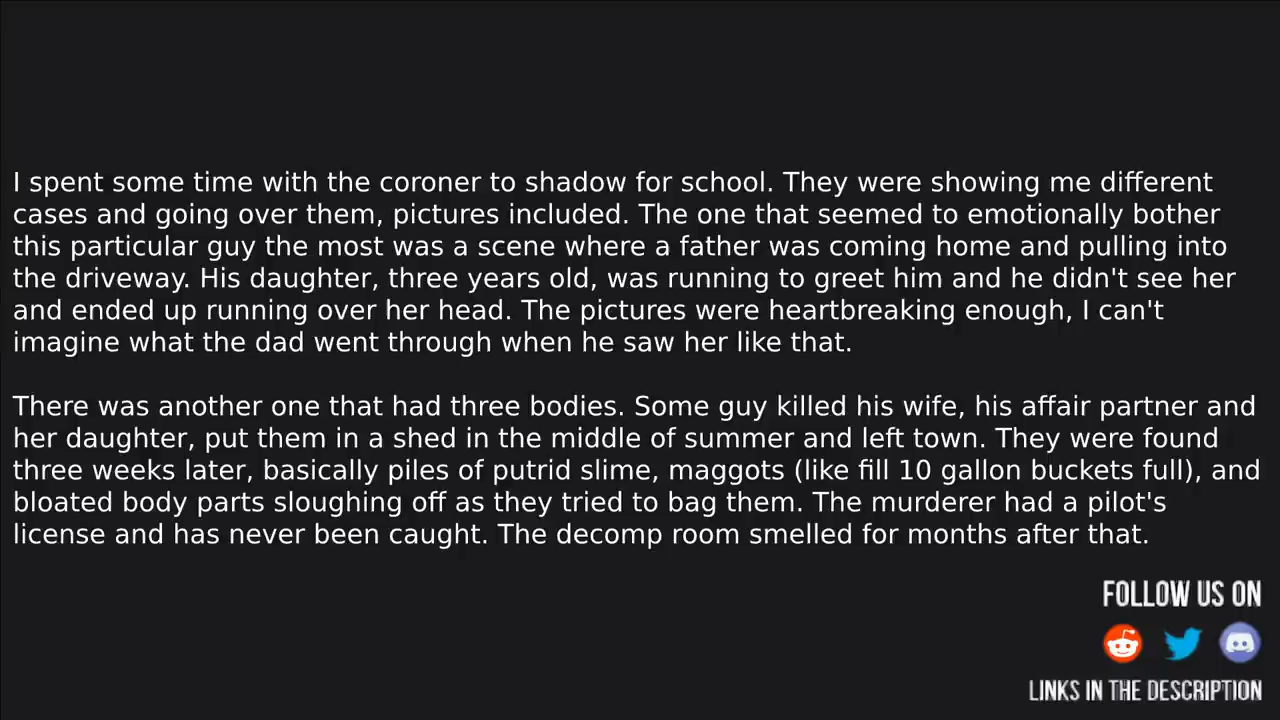 I spent some time with the coroner to shadow for school. They were showing me different
cases and going over them, pictures included. The one that seemed to emotionally bother
this particular guy the most was a scene where a father was coming home and pulling into
the driveway. His daughter, three years old, was running to greet him and he didn't see her
and ended up running over her head. The pictures were heartbreaking enough, I can't
imagine what the dad went through when he saw her like that.
There was another one that had three bodies. Some guy killed his wife, his affair partner and
her daughter, put them in a shed in the middle of summer and left town. They were found
three weeks later, basically piles of putrid slime, maggots (like fill 10 gallon buckets full), and
bloated body parts sloughing off as they tried to bag them. The murderer had a pilot's
license and has never been caught. The decomp room smelled for months after that.
FOLLOW US ON
LINKS IN THE DESCRIPTION